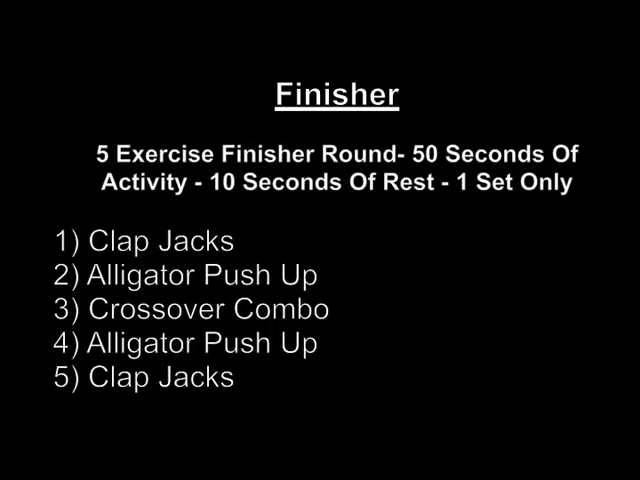 Finisher
5 Exercise Finisher Round- 50 Seconds Of
Activity - 10 Seconds Of Rest - 1 Set Only
1) Clap Jacks
2) Alligator Push Up
3) Crossover Combo
4) Alligator Push Up
5) Clap Jacks